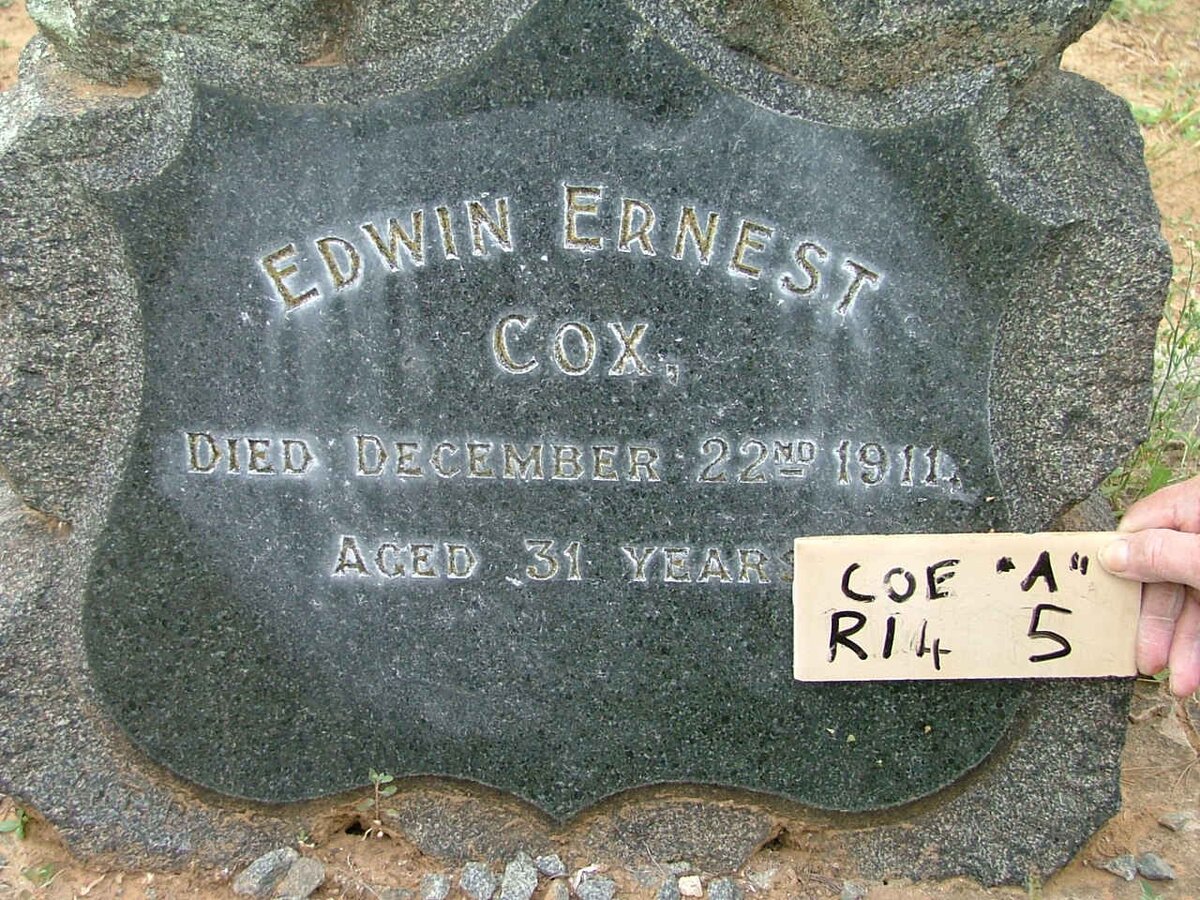 EDWIN ERNEST
COX,
DIED DECEMBER 22ND 1911.
AGED 31 YEARS
COE "A"
R14 5